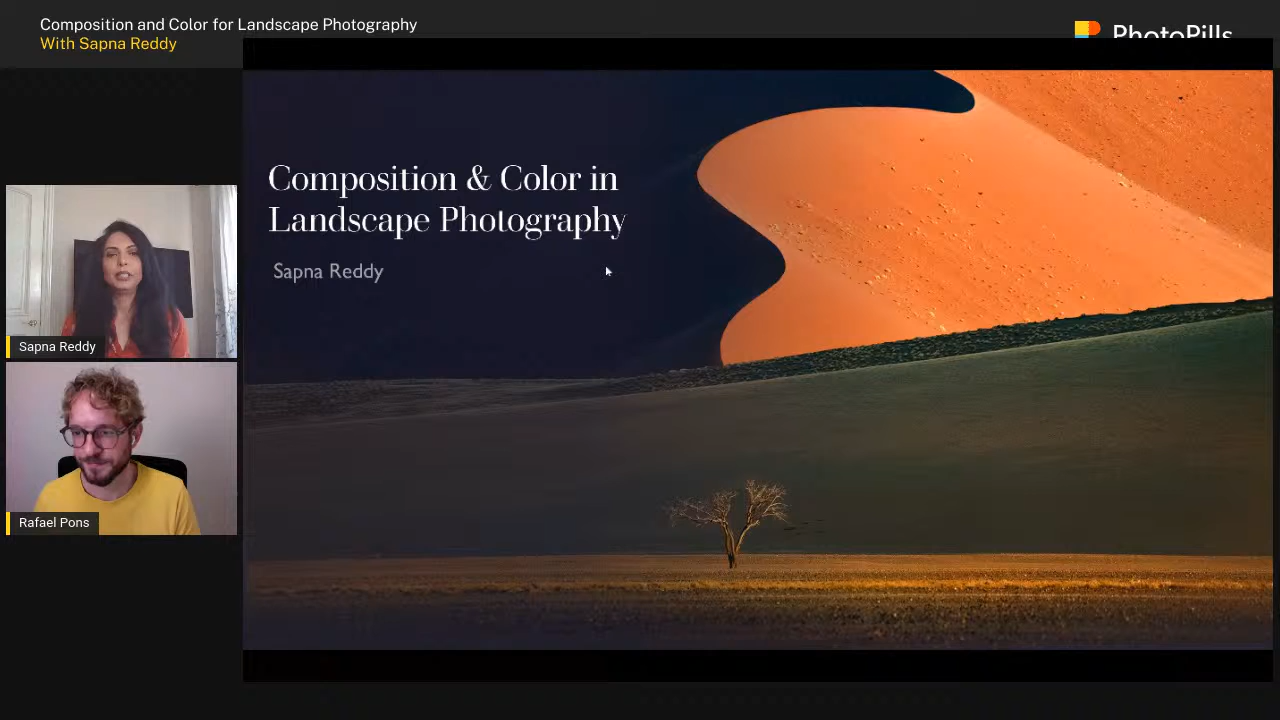 Composition and Color for Landscape Photography
With Sapna Reddy
PhotoPills
Composition & Color in
Landscape Photography
Sapna Reddy
Sapna Reddy
Rafael Pons